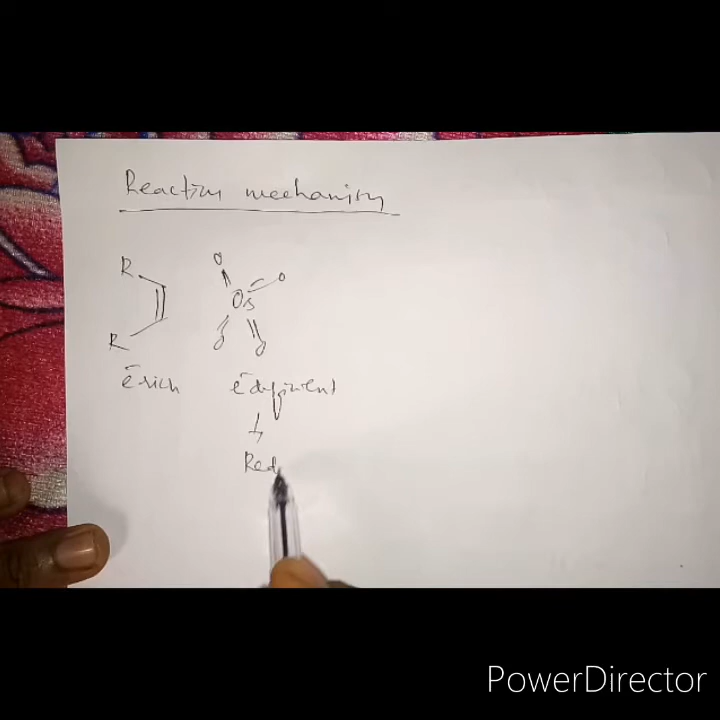 Reaction mechanism
R O O
Os
R O O
ē rich ē deficient
Red
PowerDirector